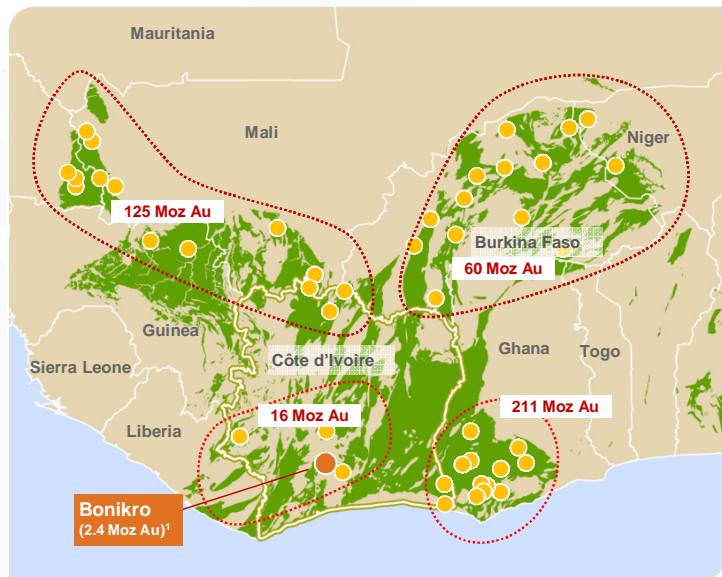 Mauritania
Mali
Niger
125 Moz Au
Burkina Faso
60 Moz Au
Guinea
Ghana
Togo
Sierra Leone
Côte d'Ivoire
16 Moz Au
211 Moz Au
Liberia
Bonikro
(2.4 Moz Au)¹